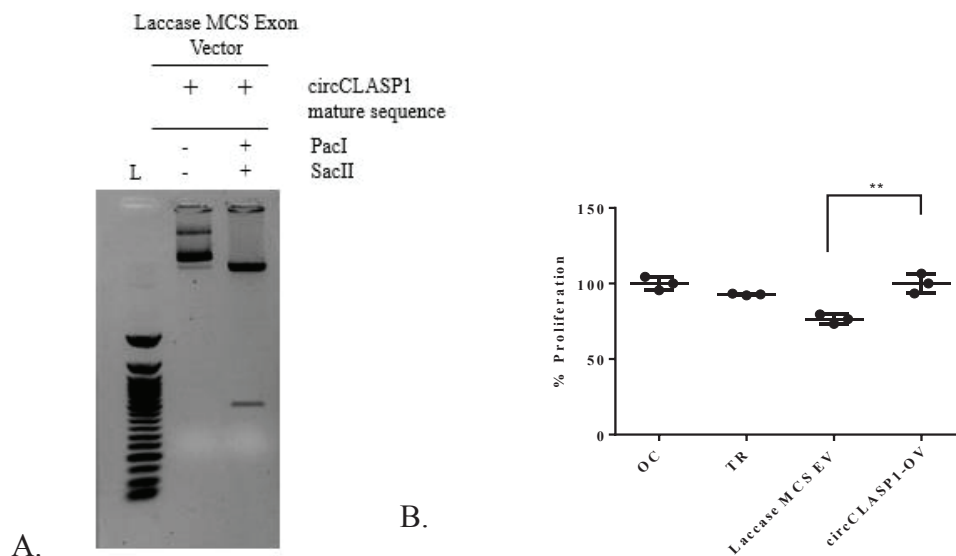 Laccase MCS Exon
Vector
+ + circCLASP1
mature sequence
- + PacI
L - + SacII
A.
B.
**
% Proliferation
150
100
50
0
OC
TR
Laccase MCS EV
circCLASP1-OV